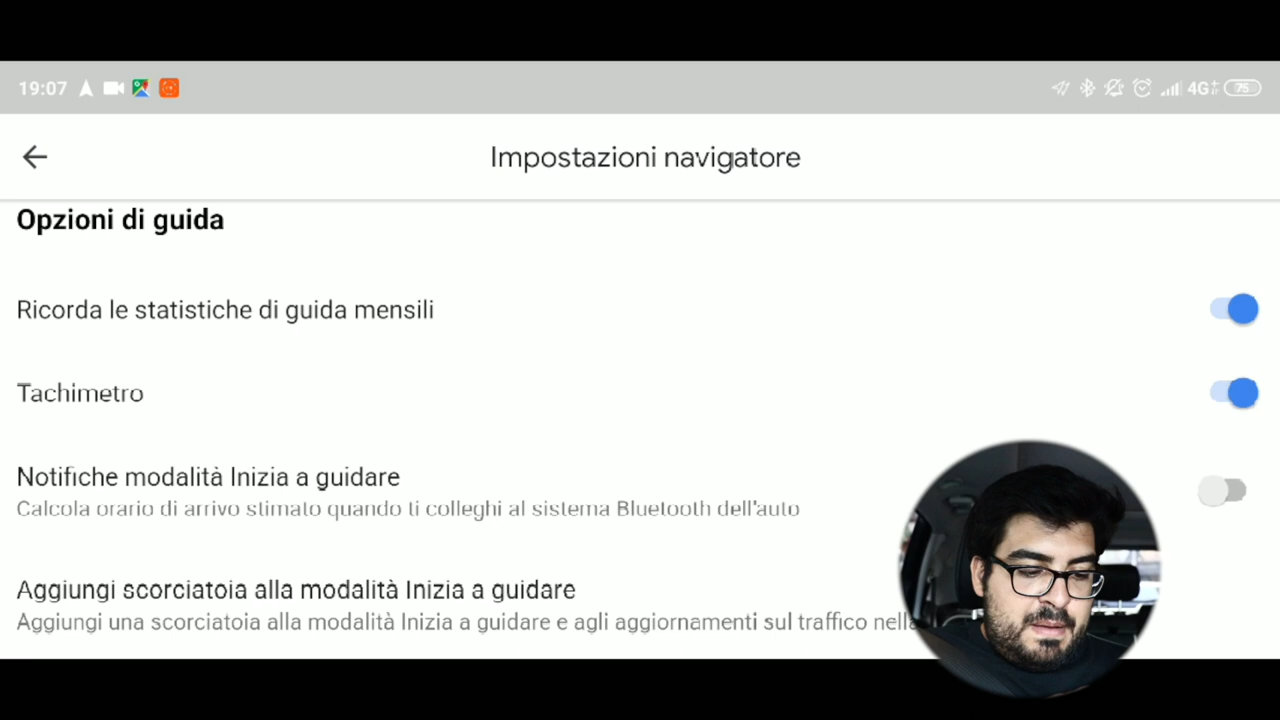 19:07 4G+ 75
Impostazioni navigatore
Opzioni di guida
Ricorda le statistiche di guida mensili
Tachimetro
Notifiche modalità Inizia a guidare
Calcola orario di arrivo stimato quando ti colleghi al sistema Bluetooth dell'auto
Aggiungi scorciatoia alla modalità Inizia a guidare
Aggiungi una scorciatoia alla modalità Inizia a guidare e agli aggiornamenti sul traffico